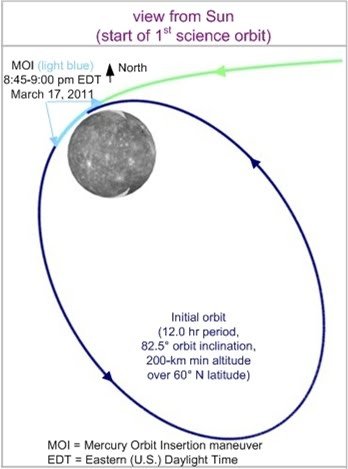 view from Sun
(start of 1st science orbit)
MOI (light blue)
8:45-9:00 pm EDT
March 17, 2011
North
Initial orbit
(12.0 hr period,
82.5° orbit inclination,
200-km min altitude
over 60° N latitude)
MOI = Mercury Orbit Insertion maneuver
EDT = Eastern (U.S.) Daylight Time